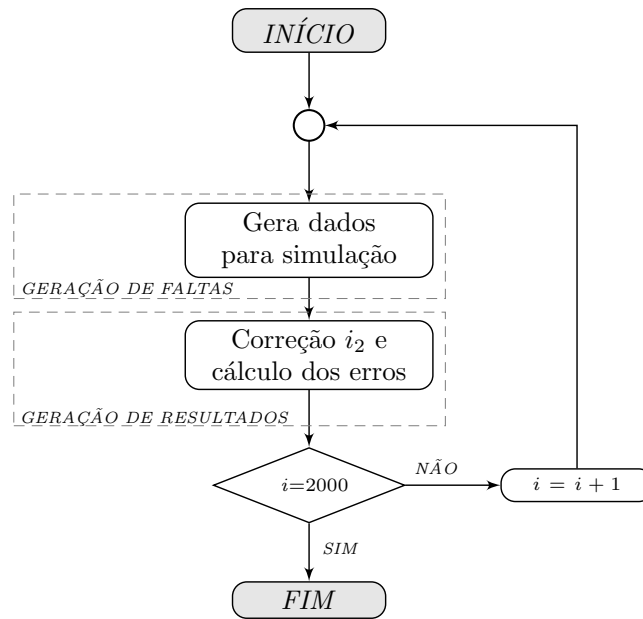 INÍCIO
Gera dados
para simulação
GERAÇÃO DE FALTAS
Correção i₂ e
cálculo dos erros
GERAÇÃO DE RESULTADOS
i=2000
NÃO
i = i + 1
SIM
FIM